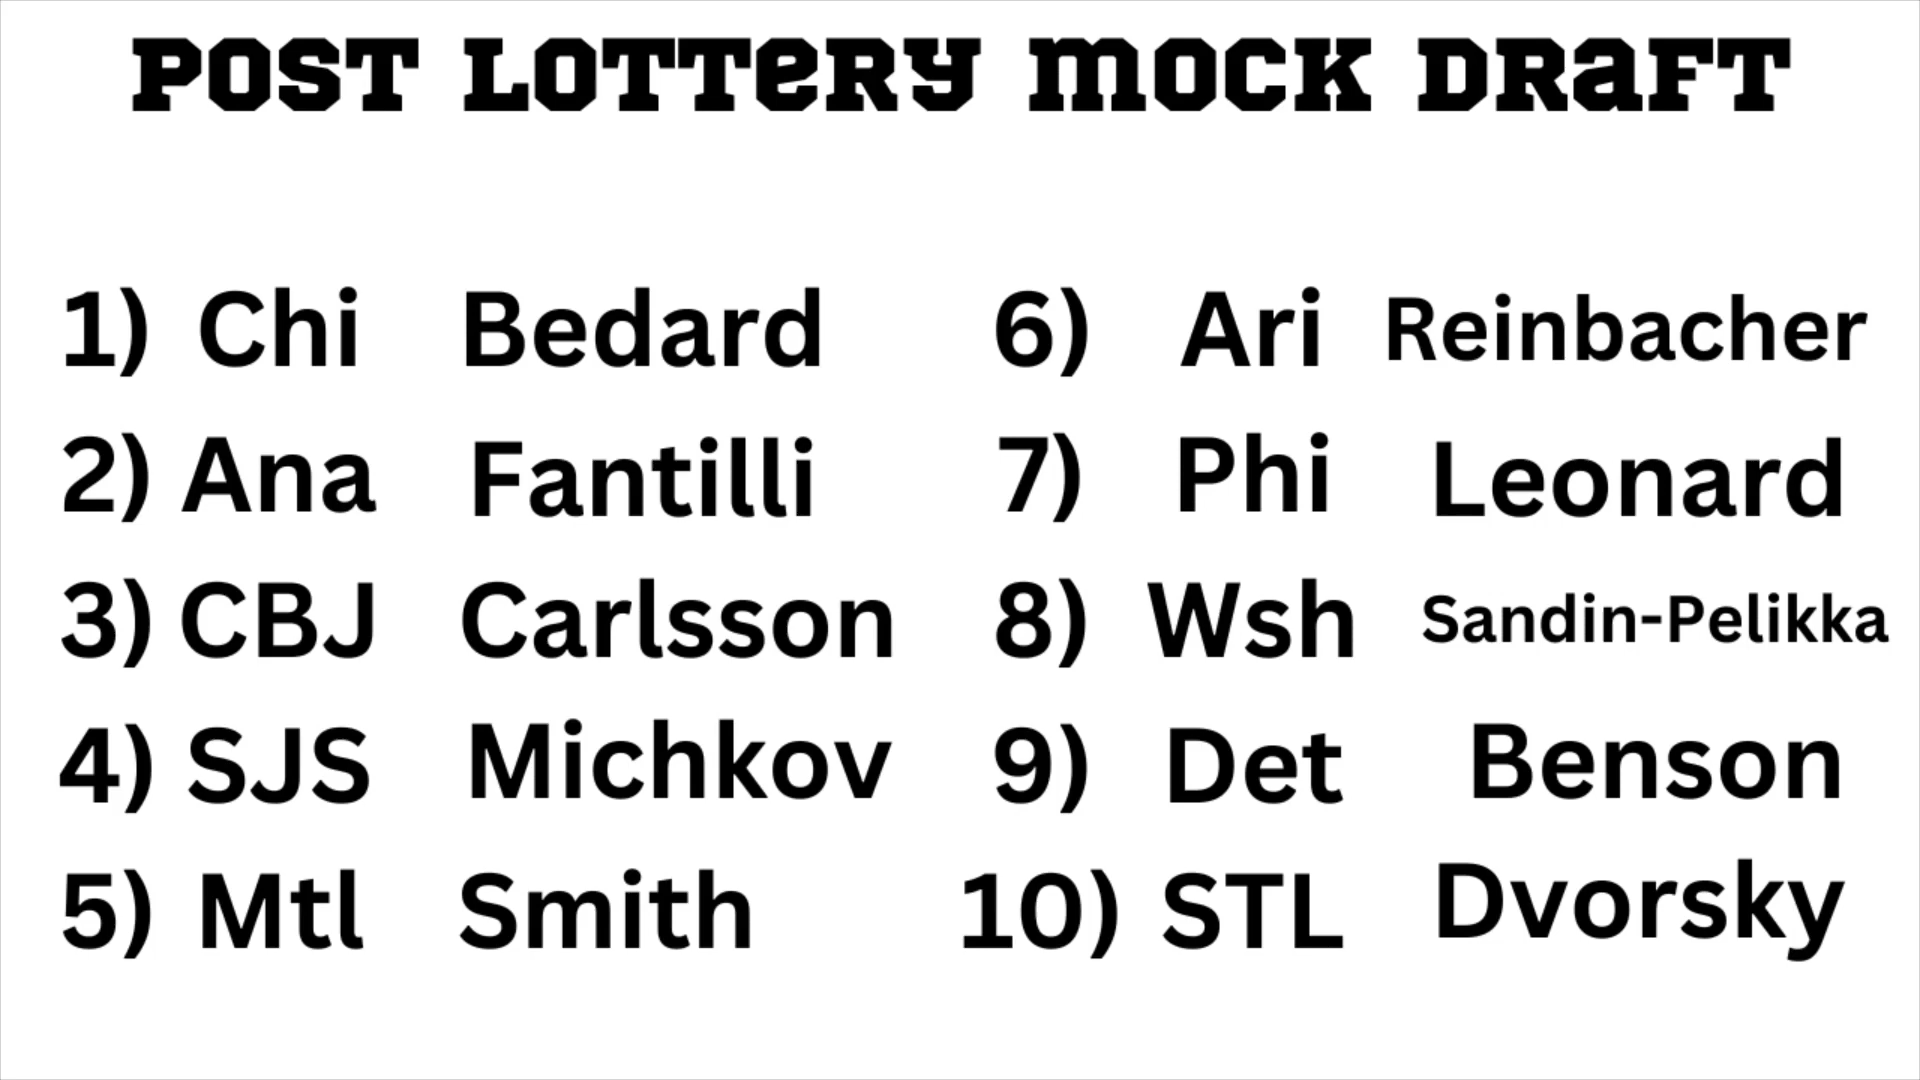 POST LOTTeRY mOCK DRaFT
1) Chi Bedard
2) Ana Fantilli
3) CBJ Carlsson
4) SJS Michkov
5) Mtl Smith
6) Ari Reinbacher
7) Phi Leonard
8) Wsh Sandin-Pelikka
9) Det Benson
10) STL Dvorsky